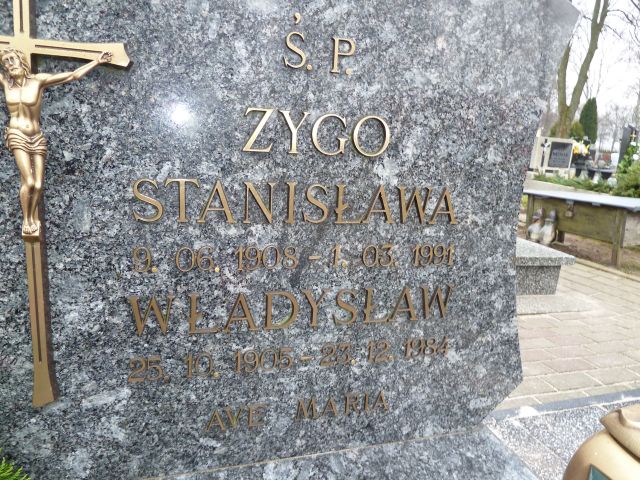 Ś. P.
ZYGO
STANISŁAWA
9. 06. 1908 - 1. 03. 1991
WŁADYSŁAW
25. 10. 1905 - 23. 12. 1984
AVE MARIA